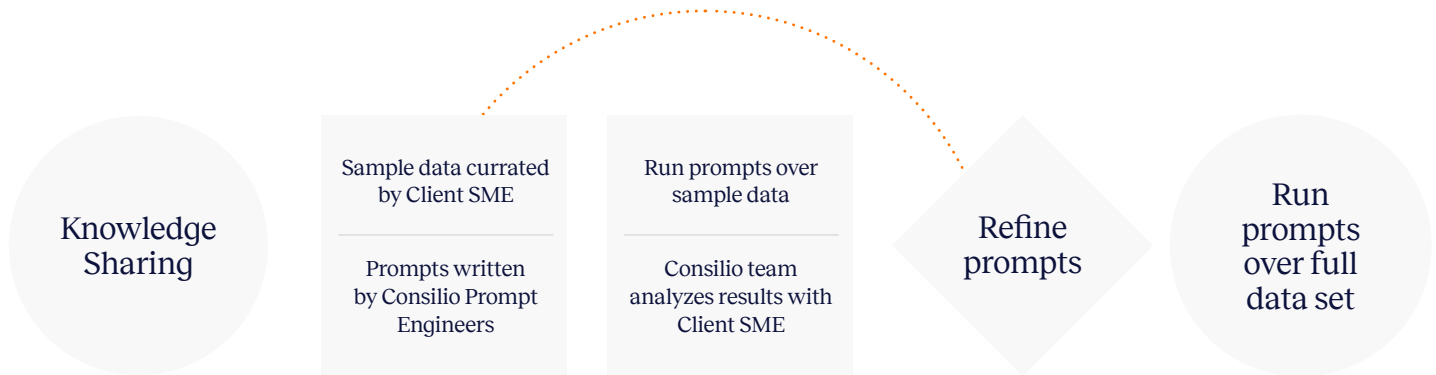 Knowledge
Sharing
Sample data currated
by Client SME
Prompts written
by Consilio Prompt
Engineers
Run prompts over
sample data
Consilio team
analyzes results with
Client SME
Refine
prompts
Run
prompts
over full
data set